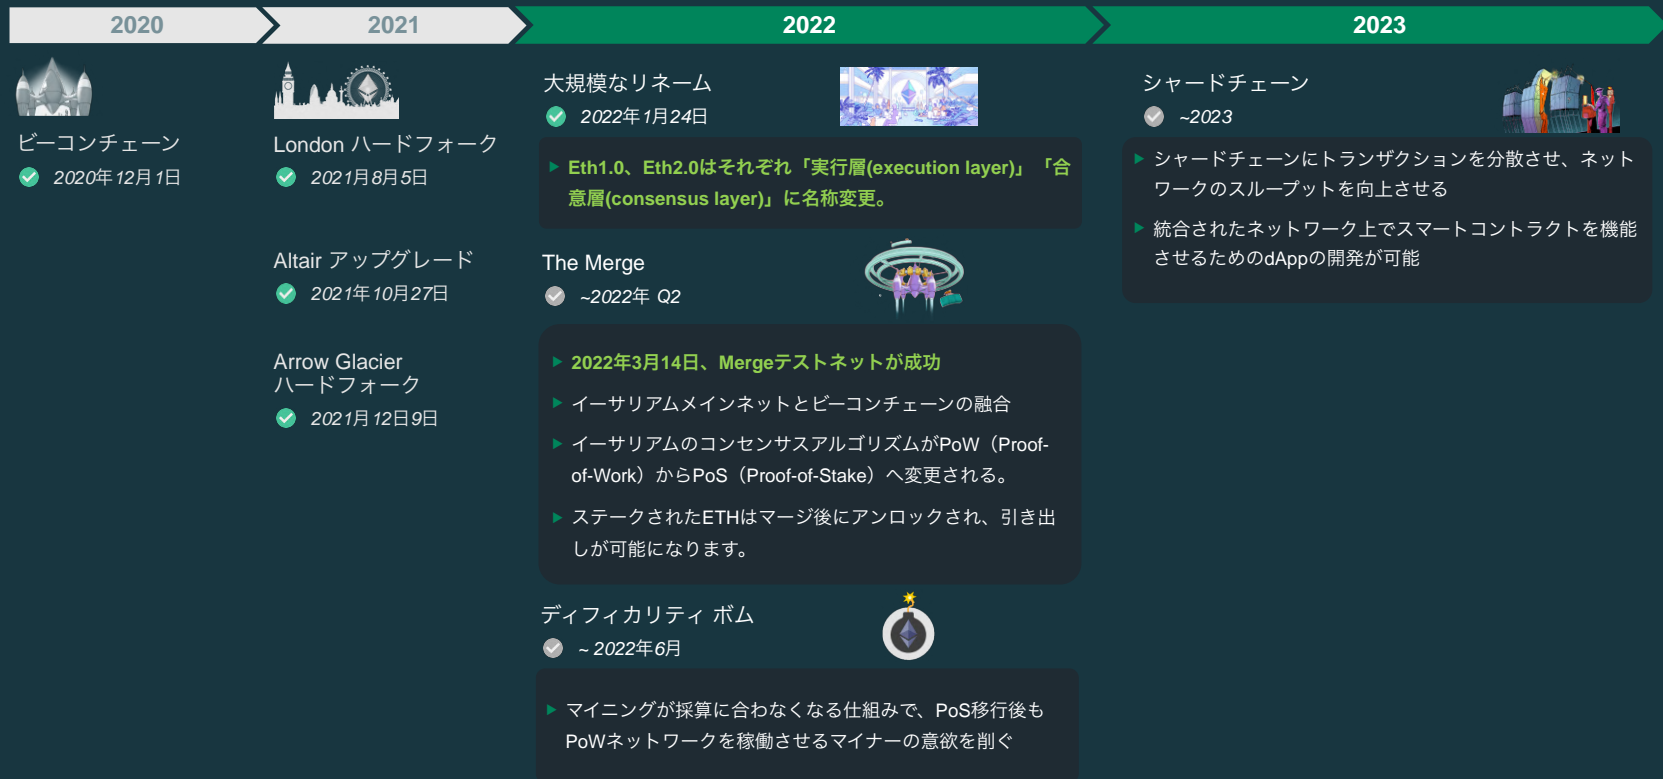 2020
2021
2022
2023
ビーコンチェーン
2020年12月1日
London ハードフォーク
2021月8月5日
Altair アップグレード
2021年10月27日
Arrow Glacier
ハードフォーク
2021月12日9日
大規模なリネーム
2022年1月24日
Eth1.0、Eth2.0はそれぞれ「実行層(execution layer)」「合
意層(consensus layer)」に名称変更。
The Merge
~2022年 Q2
2022年3月14日、Mergeテストネットが成功
イーサリアムメインネットとビーコンチェーンの融合
イーサリアムのコンセンサスアルゴリズムがPoW（Proof-
of-Work）からPoS（Proof-of-Stake）へ変更される。
ステークされたETHはマージ後にアンロックされ、引き出
しが可能になります。
ディフィカリティ ボム
~ 2022年6月
マイニングが採算に合わなくなる仕組みで、PoS移行後も
PoWネットワークを稼働させるマイナーの意欲を削ぐ
シャードチェーン
~2023
シャードチェーンにトランザクションを分散させ、ネット
ワークのスループットを向上させる
統合されたネットワーク上でスマートコントラクトを機能
させるためのdAppの開発が可能